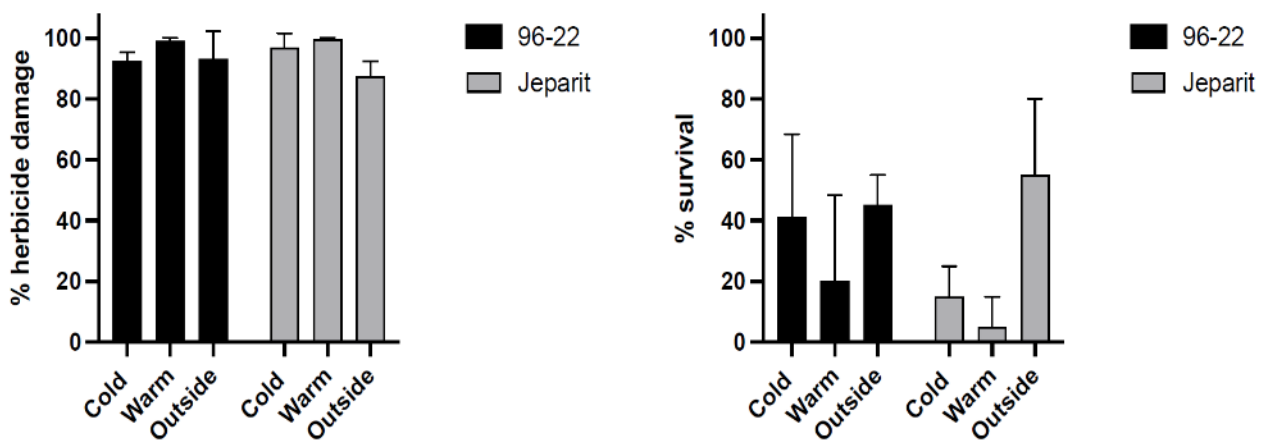 % herbicide damage
100
80
60
40
20
0
Cold
Warm
Outside
Cold
Warm
Outside
96-22
Jeparit
% survival
100
80
60
40
20
0
Cold
Warm
Outside
Cold
Warm
Outside
96-22
Jeparit